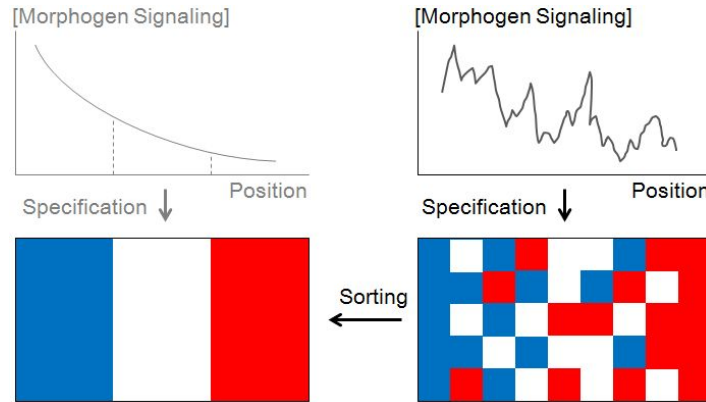 [Morphogen Signaling]
[Morphogen Signaling]
Position
Position
Specification
Specification
Sorting